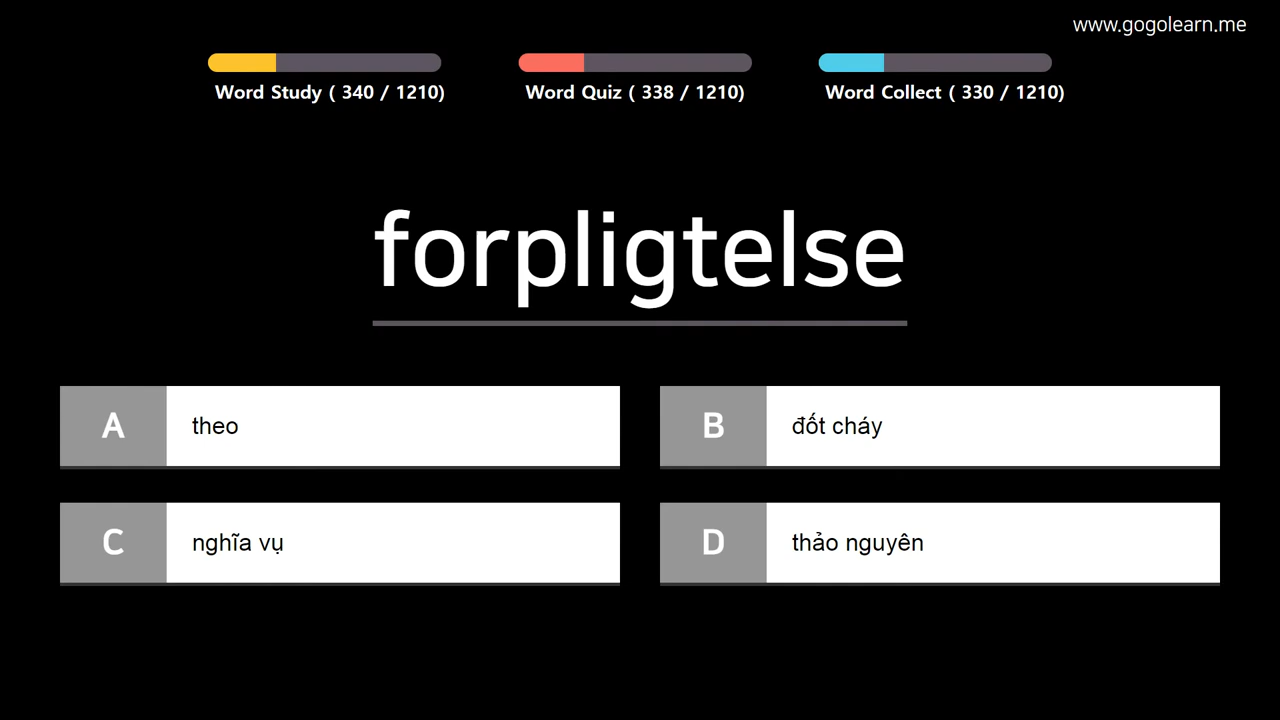 www.gogolearn.me
Word Study ( 340 / 1210)
Word Quiz ( 338 / 1210)
Word Collect ( 330 / 1210)
forpligtelse
A theo
B đốt cháy
C nghĩa vụ
D thảo nguyên